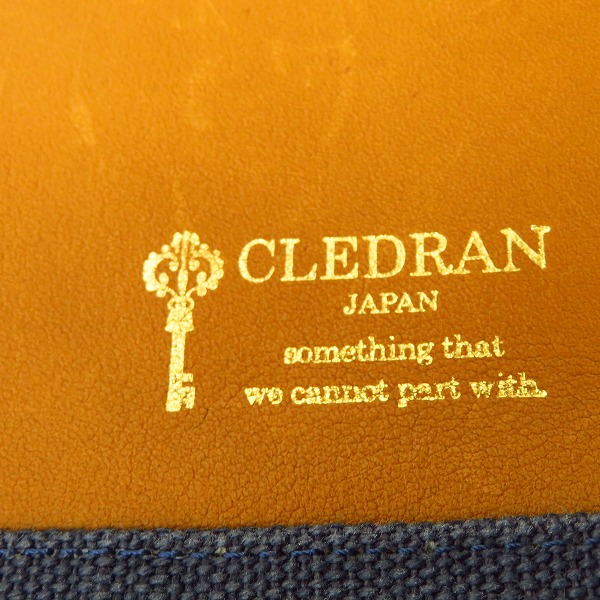 CLEDRAN
JAPAN
something that
we cannot part with.